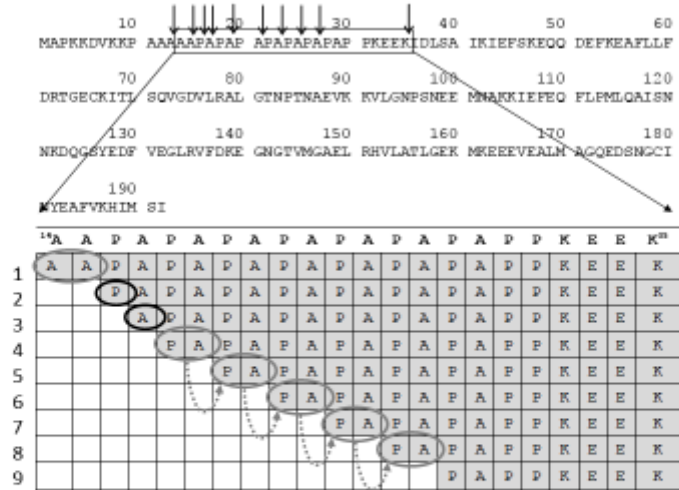 10 20 30 40 50 60
MAPKKDVKKP AAAAAPAPAP APAPAPAPAP PKEEKIDLSA IKIEFSKEQQ DEFKEAFLLF
70 80 90 100 110 120
DRTGECKITL SQVGDVLRAL GTNPTNAEVK KVLGNPSNEE MNAKKIEFEQ FLPMLQAISN
130 140 150 160 170 180
NKDQGSYEDF VEGLRVFDKE GNGTVMGAEL RHVLATLGEK MKEEEVEALM AGQEDSNGCI
190
NYEAFVKHIM SI
14A A P A P A P A P A P A P A P A P P K E E K35
1 A A P A P A P A P A P A P A P A P P K E E K
2 P A P A P A P A P A P A P A P P K E E K
3 A P A P A P A P A P A P A P P K E E K
4 P A P A P A P A P A P A P P K E E K
5 P A P A P A P A P A P P K E E K
6 P A P A P A P A P P K E E K
7 P A P A P A P P K E E K
8 P A P A P P K E E K
9 P A P P K E E K